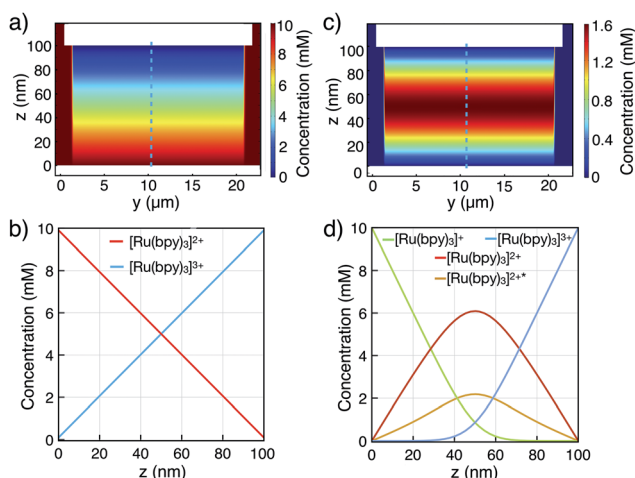 a)
100
80
60
40
20
0
z (nm)
0
5
10
15
20
y (µm)
10
8
6
4
2
0
Concentration (mM)
c)
100
80
60
40
20
0
z (nm)
0
5
10
15
20
y (µm)
1.6
1.2
0.8
0.4
0
Concentration (mM)
b)
10
8
6
4
2
0
Concentration (mM)
[Ru(bpy)₃]²⁺
[Ru(bpy)₃]³⁺
0 20 40 60 80 100
z (nm)
d)
10
8
6
4
2
0
Concentration (mM)
[Ru(bpy)₃]⁺ [Ru(bpy)₃]³⁺
[Ru(bpy)₃]²⁺
[Ru(bpy)₃]²⁺*
0 20 40 60 80 100
z (nm)